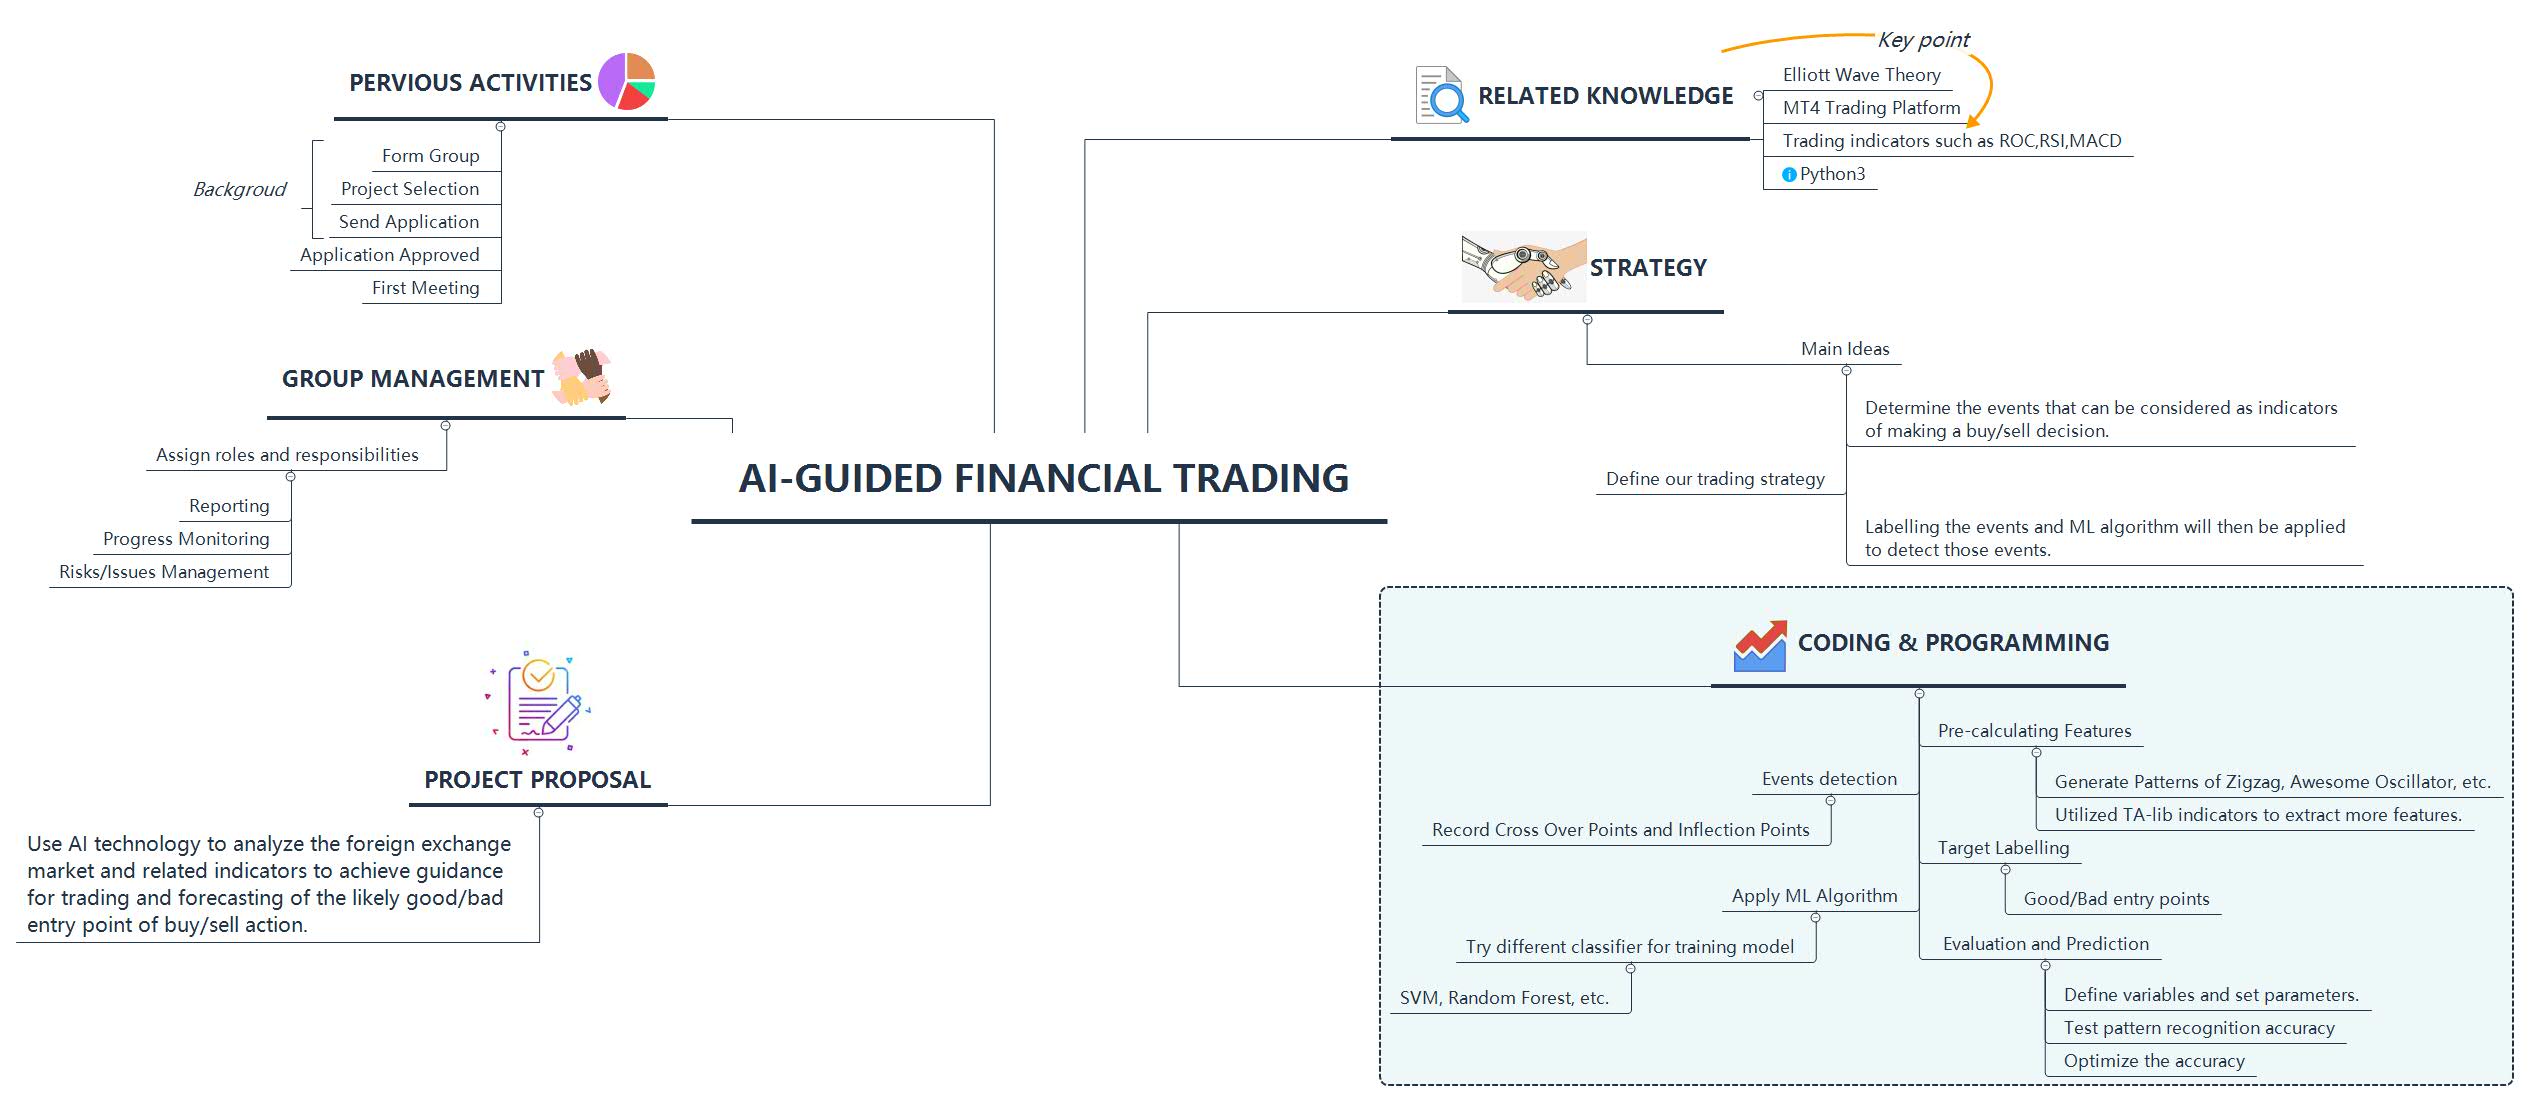 PERVIOUS ACTIVITIES
Backgroud
Form Group
Project Selection
Send Application
Application Approved
First Meeting
GROUP MANAGEMENT
Assign roles and responsibilities
Reporting
Progress Monitoring
Risks/Issues Management
PROJECT PROPOSAL
Use AI technology to analyze the foreign exchange
market and related indicators to achieve guidance
for trading and forecasting of the likely good/bad
entry point of buy/sell action.
AI-GUIDED FINANCIAL TRADING
Key point
RELATED KNOWLEDGE
Elliott Wave Theory
MT4 Trading Platform
Trading indicators such as ROC,RSI,MACD
Python3
STRATEGY
Main Ideas
Determine the events that can be considered as indicators
of making a buy/sell decision.
Define our trading strategy
Labelling the events and ML algorithm will then be applied
to detect those events.
CODING & PROGRAMMING
Pre-calculating Features
Generate Patterns of Zigzag, Awesome Oscillator, etc.
Utilized TA-lib indicators to extract more features.
Events detection
Record Cross Over Points and Inflection Points
Target Labelling
Good/Bad entry points
Apply ML Algorithm
Try different classifier for training model
SVM, Random Forest, etc.
Evaluation and Prediction
Define variables and set parameters.
Test pattern recognition accuracy
Optimize the accuracy